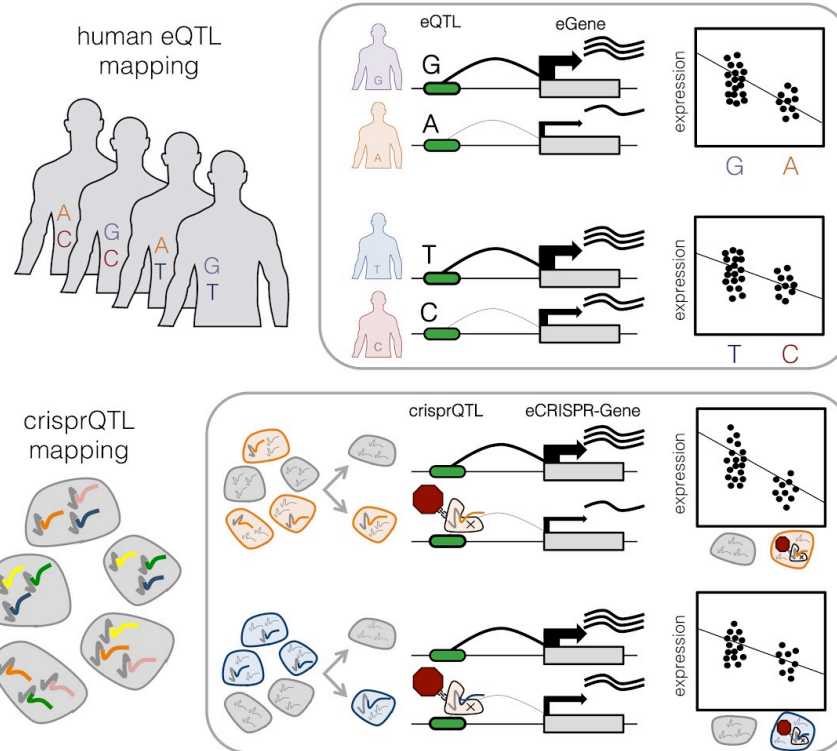 human eQTL
mapping
A
C
G
C
A
T
G
T
eQTL
eGene
G
G
A
A
expression
G
A
T
T
C
C
expression
T
C
crisprQTL
mapping
crisprQTL
eCRISPR-Gene
expression
expression